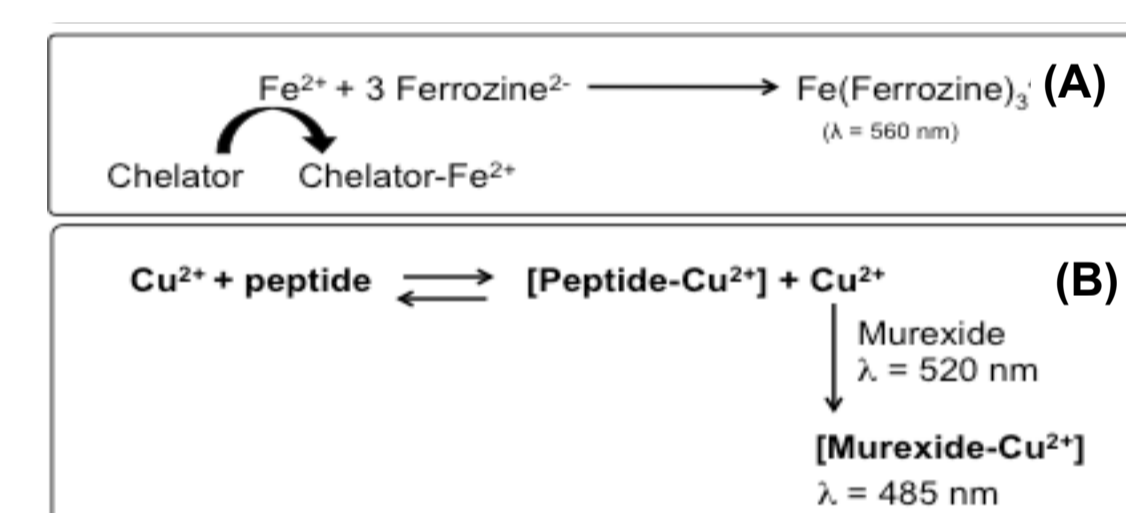 Fe²⁺ + 3 Ferrozine²⁻ ⟶ Fe(Ferrozine)₃ (A)
(λ = 560 nm)
Chelator Chelator-Fe²⁺
Cu²⁺ + peptide ⇌ [Peptide-Cu²⁺] + Cu²⁺ (B)
Murexide
λ = 520 nm
[Murexide-Cu²⁺]
λ = 485 nm